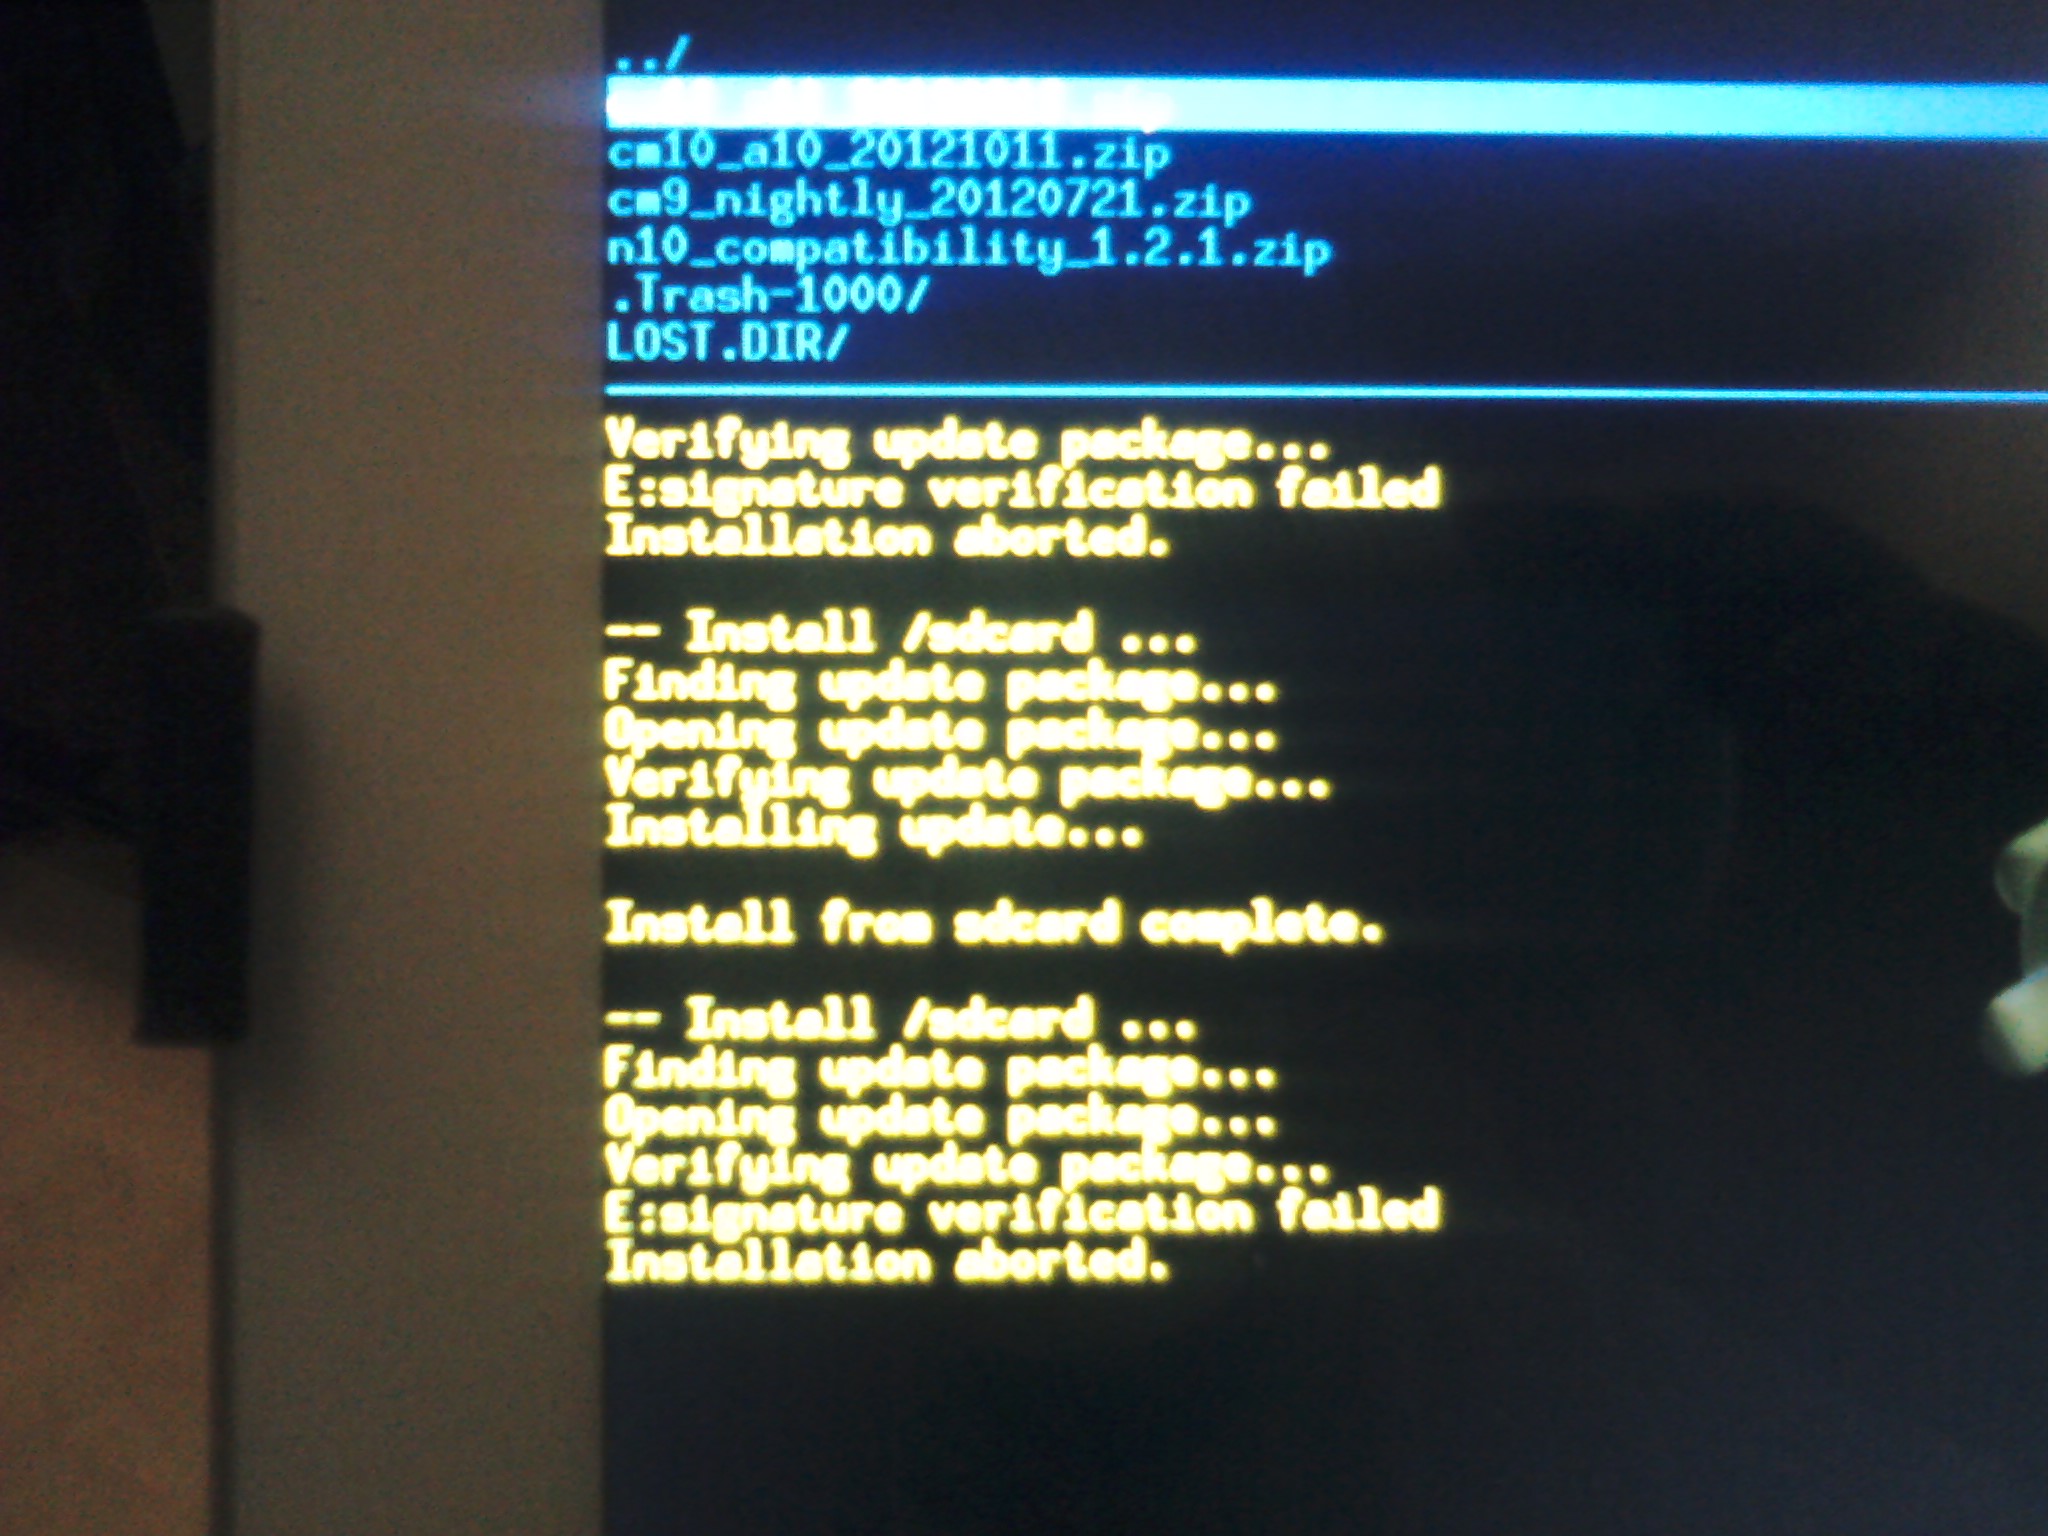 ../
cm10_a10_20121011.zip
cm9_nightly_20120721.zip
n10_compatibility_1.2.1.zip
.Trash-1000/
LOST.DIR/
Verifying update package...
E:signature verification failed
Installation aborted.
-- Install /sdcard ...
Finding update package...
Opening update package...
Verifying update package...
Installing update...
Install from sdcard complete.
-- Install /sdcard ...
Finding update package...
Opening update package...
Verifying update package...
E:signature verification failed
Installation aborted.